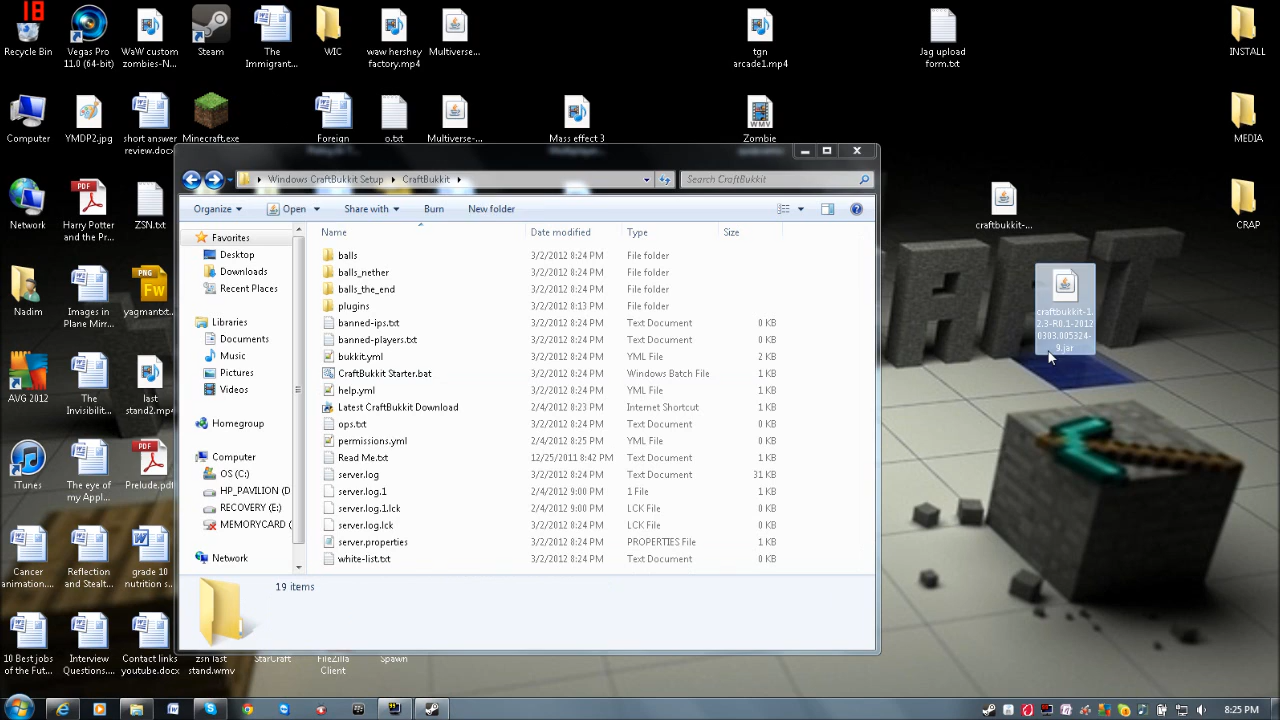 18
Recycle Bin
Vegas Pro
11.0 (64-bit)
WaW custom
zombies-N...
Steam
The
Immigrant...
WIC
waw hershey
factory.mp4
Multiverse...
tgn
arcade1.mp4
Jag upload
form.txt
INSTALL
Computer
YMDP2.jpg
short answer
review.docx
Minecraft.exe
Foreign
o.txt
Multiverse-...
Mass effect 3
Zombie
WMV
MEDIA
Windows CraftBukkit Setup
CraftBukkit
Search CraftBukkit
Organize
Open
Share with
Burn
New folder
Network
PDF
Harry Potter
and the Pr...
ZSN.txt
craftbukkit-...
CRAP
Nadim
Images in
Plane Mirr...
PNG
Fw
yagmantxt...
AVG 2012
The
Invisibilit...
last
stand2.mp4
iTunes
The eye of
my Appl...
PDF
Prelude.pdf
Cancer
animation....
Reflection
and Stealt...
grade 10
nutrition s...
10 Best jobs
of the Fut...
Interview
Questions....
Contact links
youtube.docx
zsn last
stand.wmv
StarCraft
FileZilla
Client
Spawn
Favorites
Desktop
Downloads
Recent Places
Libraries
Documents
Music
Pictures
Videos
Homegroup
Computer
OS (C:)
HP_PAVILION (D
RECOVERY (E:)
MEMORYCARD (
Network
Name Date modified Type Size
balls 3/2/2012 8:24 PM File folder
balls_nether 3/2/2012 8:24 PM File folder
balls_the_end 3/2/2012 8:24 PM File folder
plugins 3/2/2012 8:13 PM File folder
banned-ips.txt 3/2/2012 8:24 PM Text Document 0 KB
banned-players.txt 3/2/2012 8:24 PM Text Document 0 KB
bukkit.yml 3/2/2012 8:24 PM YML File 2 KB
CraftBukkit Starter.bat 3/2/2012 8:24 PM Windows Batch File 1 KB
help.yml 3/2/2012 8:24 PM YML File 1 KB
Latest CraftBukkit Download 2/4/2012 8:23 PM Internet Shortcut 1 KB
ops.txt 3/2/2012 8:24 PM Text Document 0 KB
permissions.yml 2/4/2012 8:25 PM YML File 0 KB
Read Me.txt 12/25/2011 8:42 PM Text Document 1 KB
server.log 3/2/2012 8:24 PM Text Document 31 KB
server.log.1 2/4/2012 9:00 PM 1 File 1 KB
server.log.1.lck 2/4/2012 9:00 PM LCK File 0 KB
server.log.lck 3/2/2012 8:24 PM LCK File 0 KB
server.properties 3/2/2012 8:24 PM PROPERTIES File 1 KB
white-list.txt 3/2/2012 8:24 PM Text Document 0 KB
19 items
craftbukkit-1.
2.3-R0.1-2012
0303.005324-
9.jar
8:25 PM